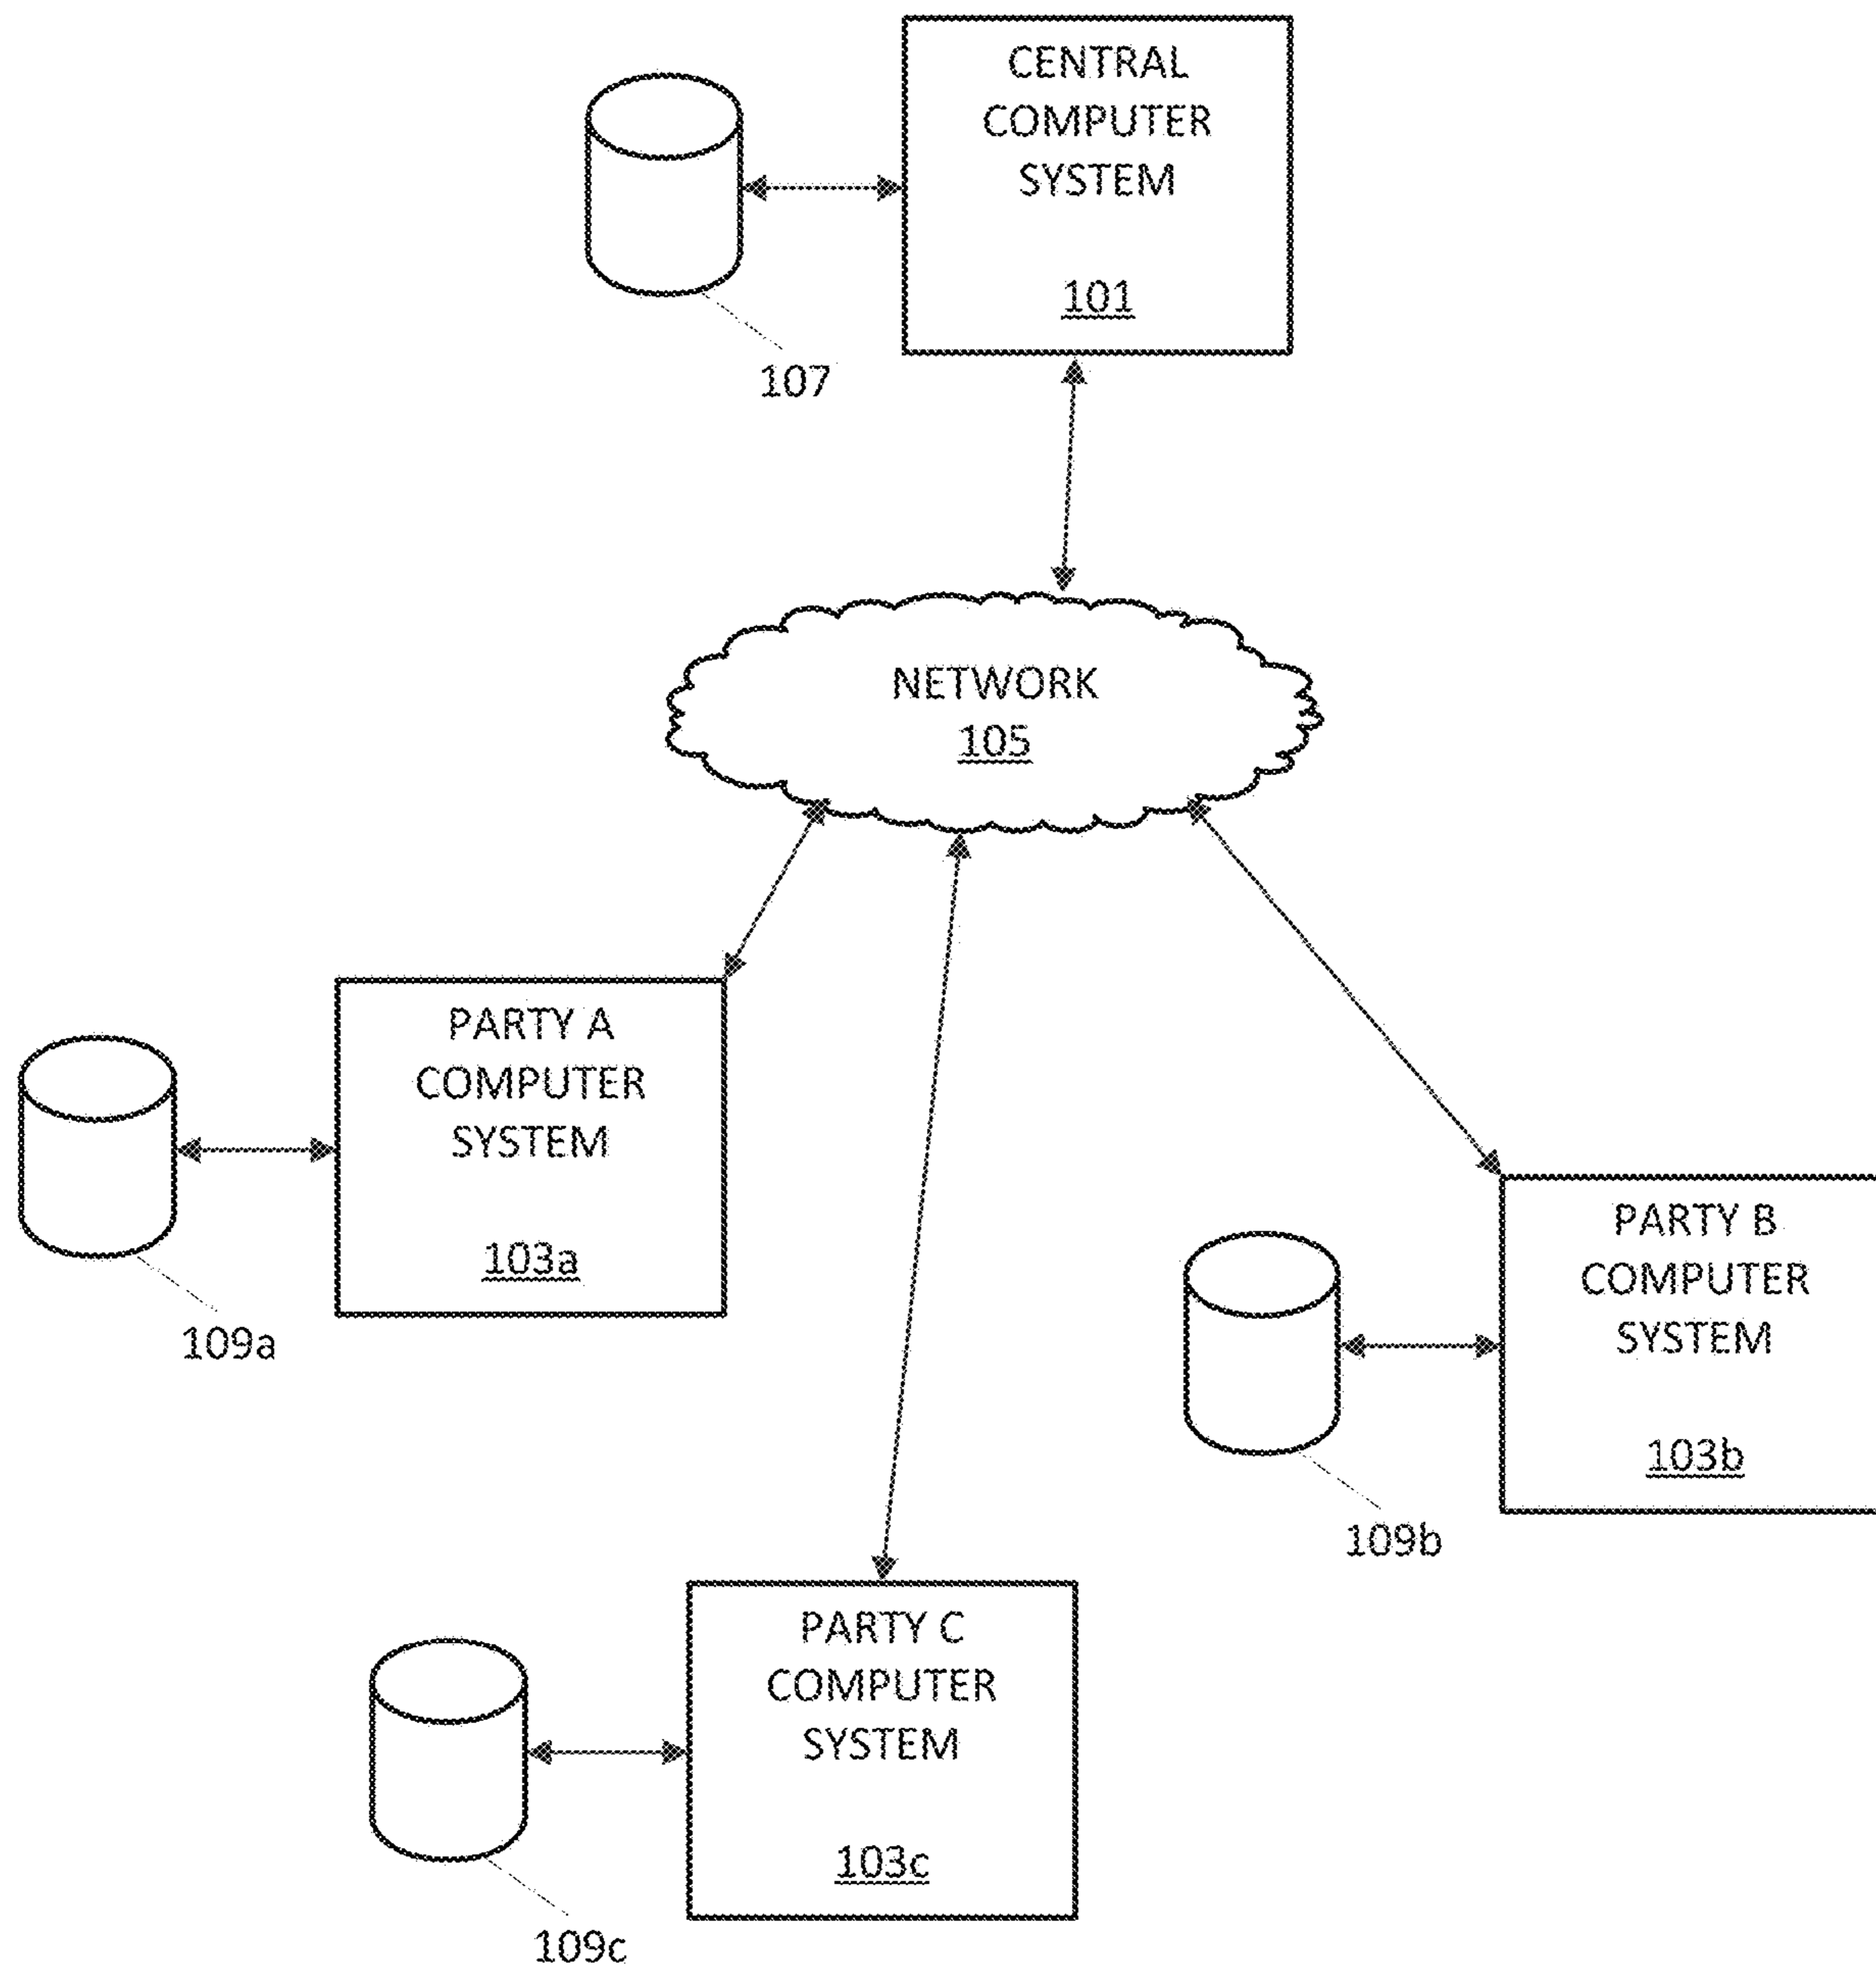 CENTRAL
COMPUTER
SYSTEM
101
107
NETWORK
105
PARTY A
COMPUTER
SYSTEM
103a
109a
PARTY B
COMPUTER
SYSTEM
103b
109b
PARTY C
COMPUTER
SYSTEM
103c
109c